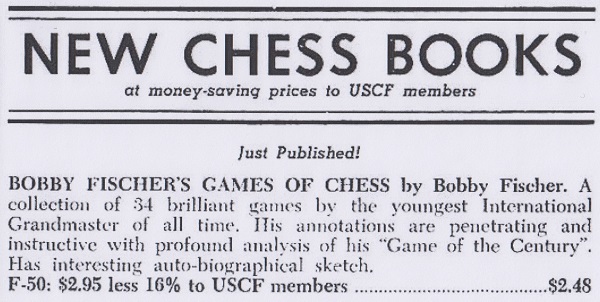 NEW CHESS BOOKS
at money-saving prices to USCF members
Just Published!
BOBBY FISCHER'S GAMES OF CHESS by Bobby Fischer. A
collection of 34 brilliant games by the youngest International
Grandmaster of all time. His annotations are penetrating and
instructive with profound analysis of his "Game of the Century".
Has interesting auto-biographical sketch.
F-50: $2.95 less 16% to USCF members ......................................$2.48